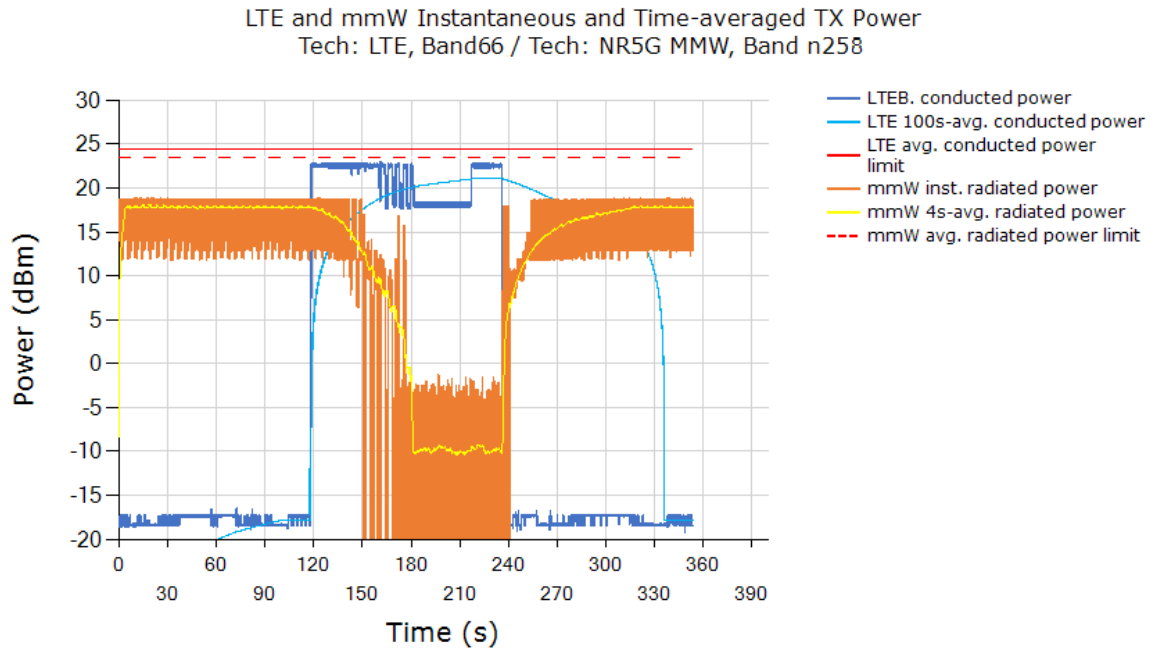 LTE and mmW Instantaneous and Time-averaged TX Power
Tech: LTE, Band66 / Tech: NR5G MMW, Band n258
30
25
20
15
10
5
0
-5
-10
-15
-20
Power (dBm)
0
60
120
180
240
300
360
30
90
150
210
270
330
390
Time (s)
LTEB. conducted power
LTE 100s-avg. conducted power
LTE avg. conducted power
limit
mmW inst. radiated power
mmW 4s-avg. radiated power
mmW avg. radiated power limit